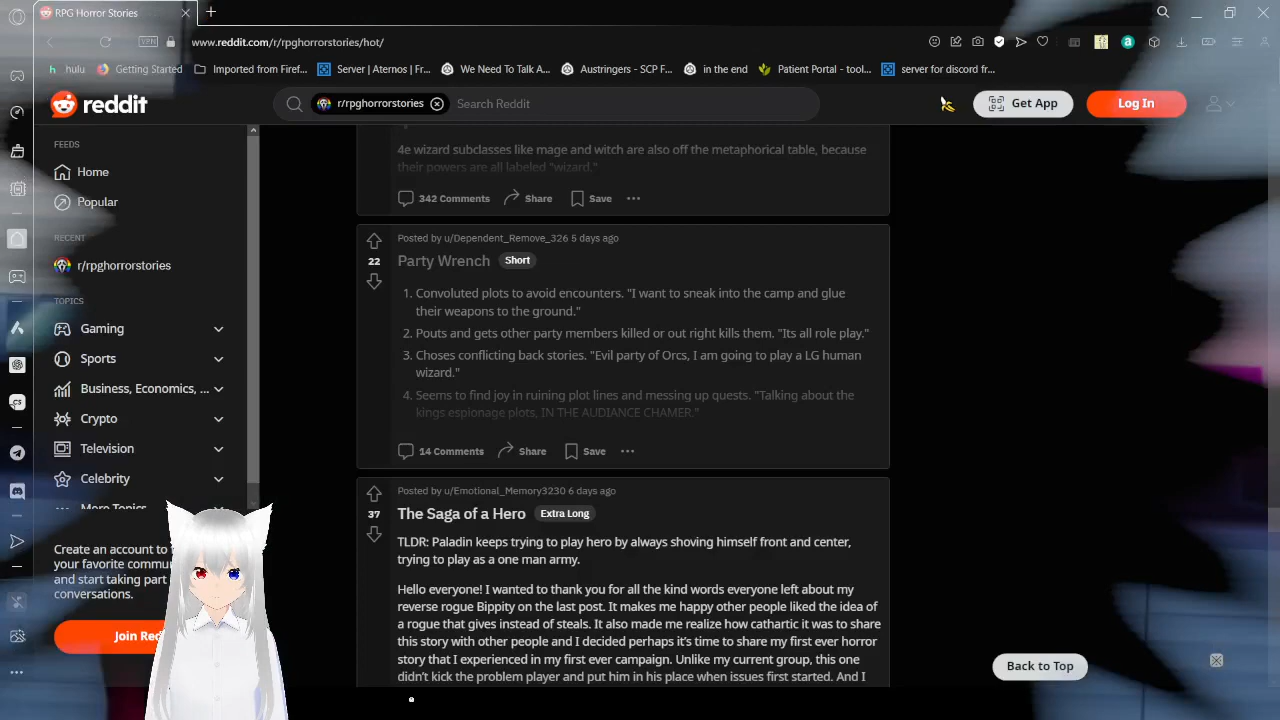 RPG Horror Stories
VPN
www.reddit.com/r/rpghorrorstories/hot/
hulu
Getting Started
Imported from Firef...
Server | Aternos | Fr...
We Need To Talk A...
Austringers - SCP F...
in the end
Patient Portal - tool...
server for discord fr...
reddit
r/rpghorrorstories
Search Reddit
Get App
Log In
FEEDS
Home
Popular
RECENT
r/rpghorrorstories
TOPICS
Gaming
Sports
Business, Economics, ...
Crypto
Television
Celebrity
More Topics
Create an account to
your favorite commu
and start taking part
conversations.
Join Red
4e wizard subclasses like mage and witch are also off the metaphorical table, because
their powers are all labeled "wizard."
342 Comments
Share
Save
Posted by u/Dependent_Remove_326 5 days ago
22
Party Wrench
Short
1. Convoluted plots to avoid encounters. "I want to sneak into the camp and glue
their weapons to the ground."
2. Pouts and gets other party members killed or out right kills them. "Its all role play."
3. Choses conflicting back stories. "Evil party of Orcs, I am going to play a LG human
wizard."
4. Seems to find joy in ruining plot lines and messing up quests. "Talking about the
kings espionage plots, IN THE AUDIANCE CHAMER."
14 Comments
Share
Save
Posted by u/Emotional_Memory3230 6 days ago
37
The Saga of a Hero
Extra Long
TLDR: Paladin keeps trying to play hero by always shoving himself front and center,
trying to play as a one man army.
Hello everyone! I wanted to thank you for all the kind words everyone left about my
reverse rogue Bippity on the last post. It makes me happy other people liked the idea of
a rogue that gives instead of steals. It also made me realize how cathartic it was to share
this story with other people and I decided perhaps it's time to share my first ever horror
story that I experienced in my first ever campaign. Unlike my current group, this one
didn't kick the problem player and put him in his place when issues first started. And I
Back to Top